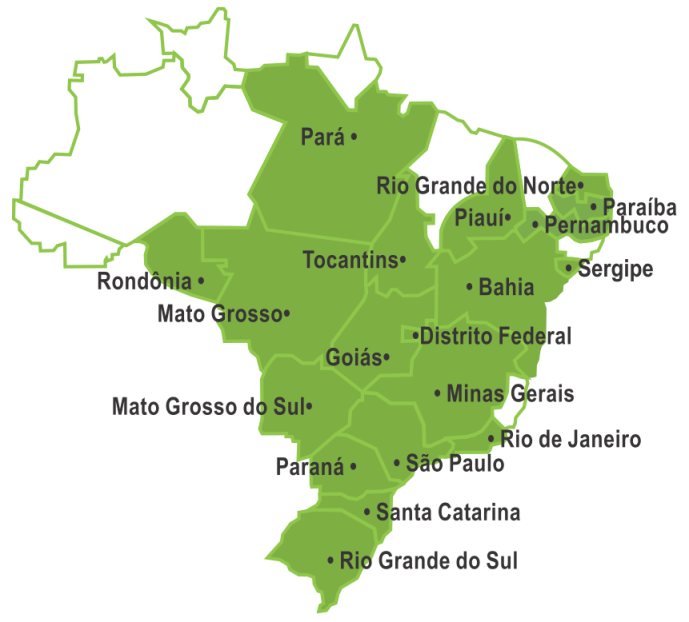 Pará
Rio Grande do Norte
Paraíba
Piauí
Pernambuco
Tocantins
Sergipe
Rondônia
Bahia
Mato Grosso
Distrito Federal
Goiás
Minas Gerais
Mato Grosso do Sul
Rio de Janeiro
Paraná
São Paulo
Santa Catarina
Rio Grande do Sul